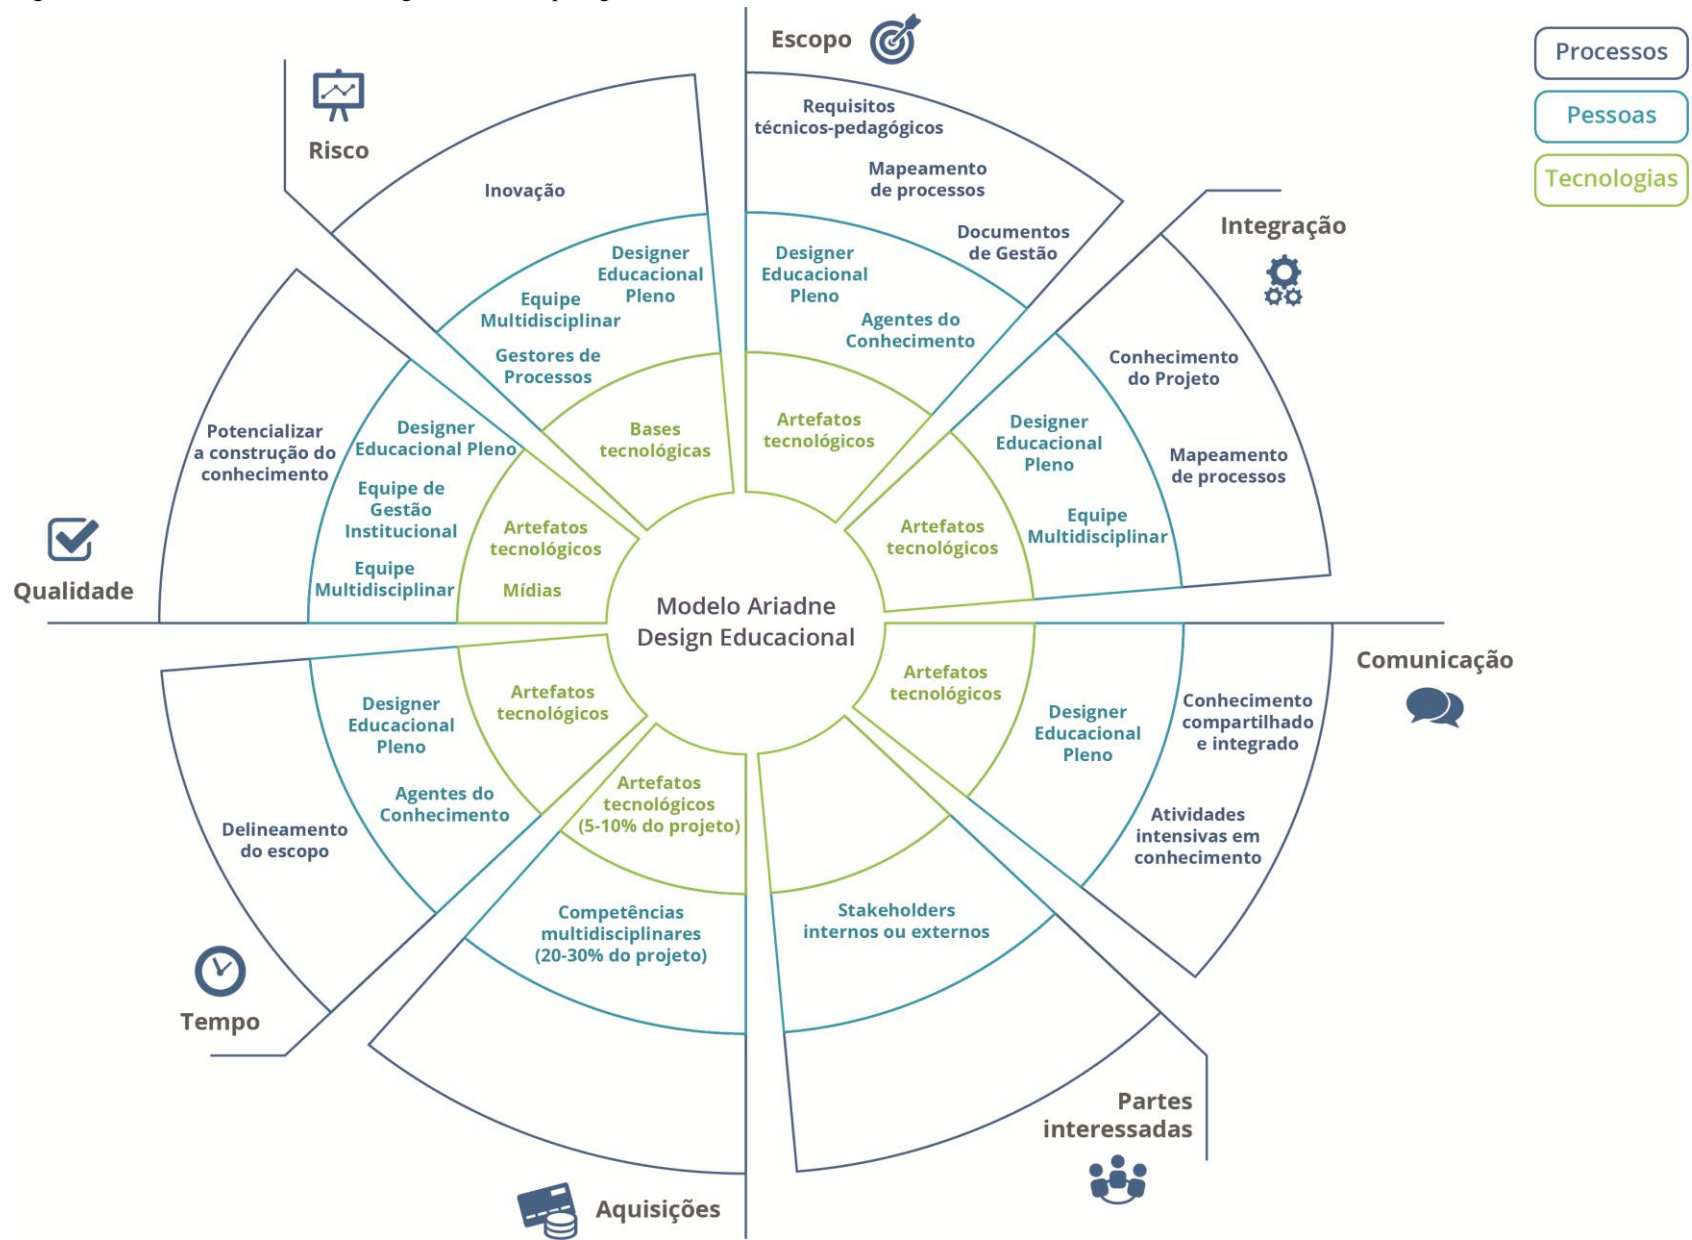 Escopo
Processos
Pessoas
Tecnologias
Requisitos
técnicos-pedagógicos
Mapeamento
de processos
Documentos
de Gestão
Designer
Educacional
Pleno
Agentes do
Conhecimento
Artefatos
tecnológicos
Integração
Conhecimento
do Projeto
Mapeamento
de processos
Designer
Educacional
Pleno
Equipe
Multidisciplinar
Artefatos
tecnológicos
Comunicação
Conhecimento
compartilhado
e integrado
Atividades
intensivas em
conhecimento
Designer
Educacional
Pleno
Artefatos
tecnológicos
Partes
interessadas
Stakeholders
internos ou externos
Aquisições
Competências
multidisciplinares
(20-30% do projeto)
Artefatos
tecnológicos
(5-10% do projeto)
Tempo
Delineamento
do escopo
Designer
Educacional
Pleno
Agentes do
Conhecimento
Artefatos
tecnológicos
Qualidade
Potencializar
a construção do
conhecimento
Designer
Educacional Pleno
Equipe de
Gestão
Institucional
Equipe
Multidisciplinar
Artefatos
tecnológicos
Mídias
Risco
Inovação
Designer
Educacional
Pleno
Equipe
Multidisciplinar
Gestores de
Processos
Bases
tecnológicas
Modelo Ariadne
Design Educacional